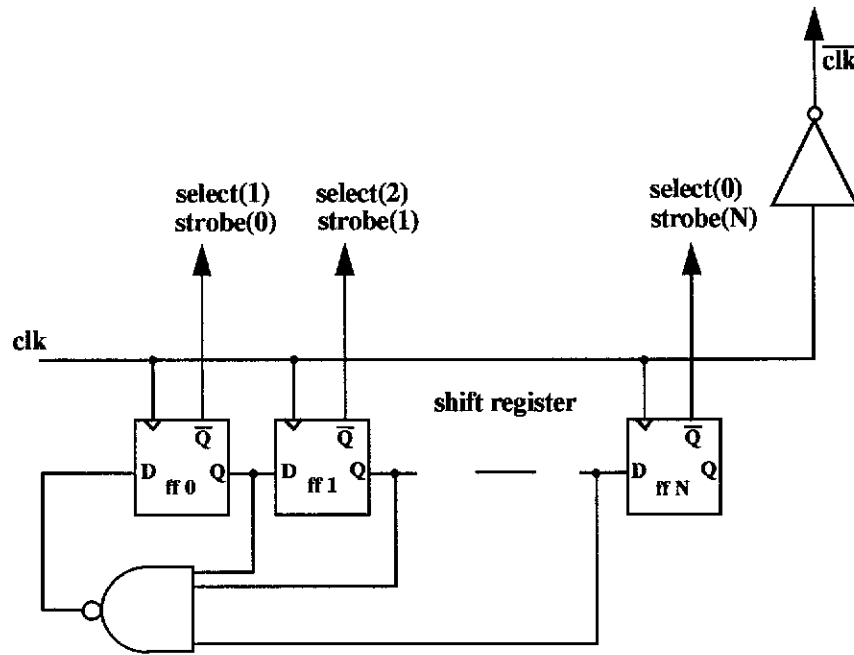 clk
select(1)
strobe(0)
select(2)
strobe(1)
select(0)
strobe(N)
clk
shift register
Q
D Q
ff 0
Q
D Q
ff 1
Q
D Q
ff N